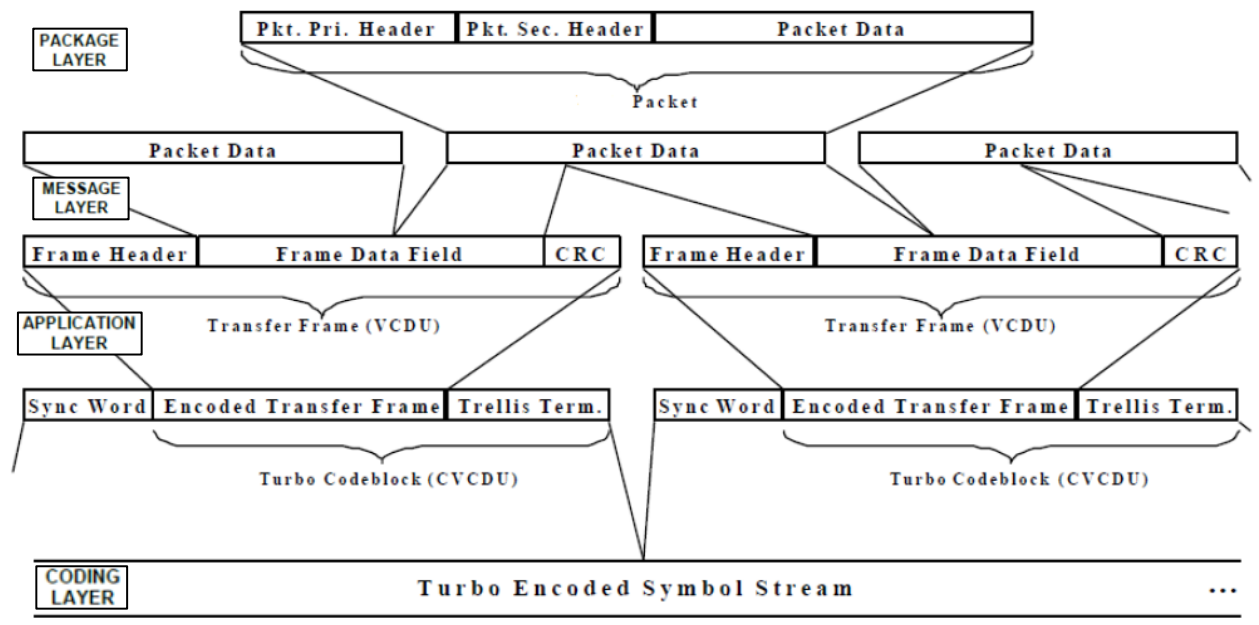 Pkt. Pri. Header Pkt. Sec. Header Packet Data
PACKAGE
LAYER
Packet
Packet Data Packet Data Packet Data
MESSAGE
LAYER
Frame Header Frame Data Field CRC Frame Header Frame Data Field CRC
Transfer Frame (VCDU) Transfer Frame (VCDU)
APPLICATION
LAYER
Sync Word Encoded Transfer Frame Trellis Term. Sync Word Encoded Transfer Frame Trellis Term.
Turbo Codeblock (CVCDU) Turbo Codeblock (CVCDU)
CODING
LAYER
Turbo Encoded Symbol Stream ...